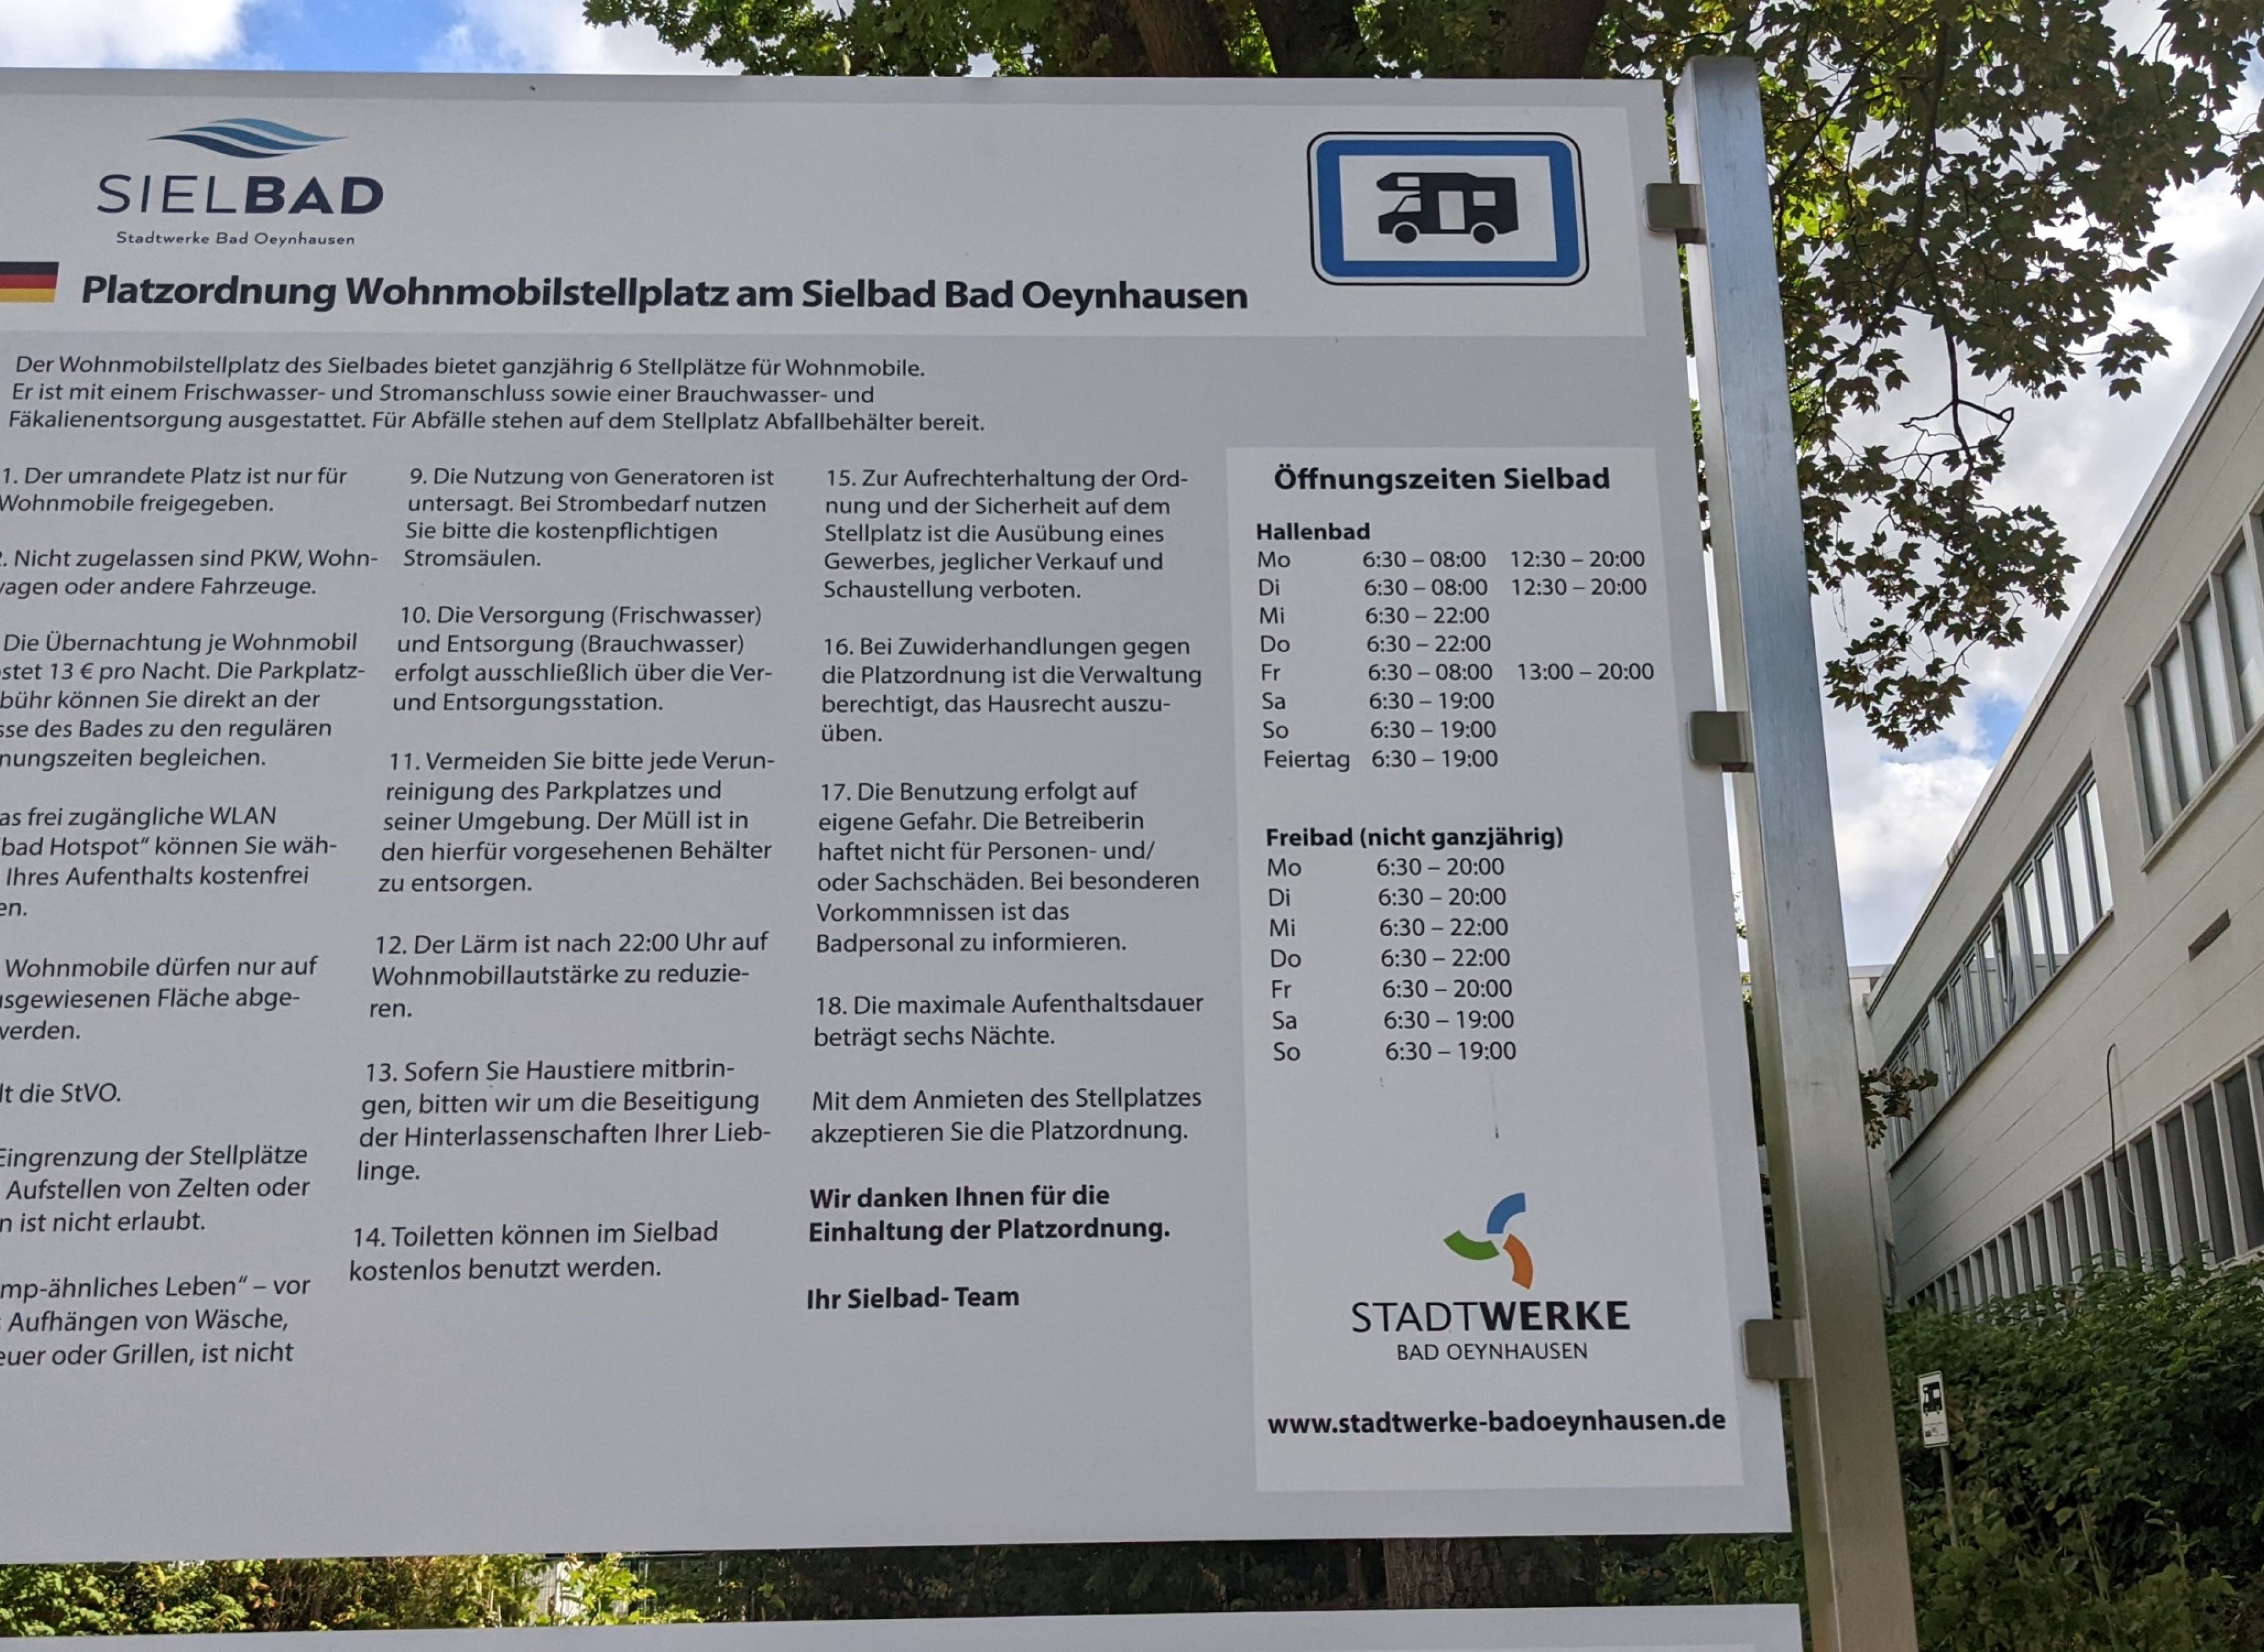 SIELBAD
Stadtwerke Bad Oeynhausen
Platzordnung Wohnmobilstellplatz am Sielbad Bad Oeynhausen
Der Wohnmobilstellplatz des Sielbades bietet ganzjährig 6 Stellplätze für Wohnmobile.
Er ist mit einem Frischwasser- und Stromanschluss sowie einer Brauchwasser- und
Fäkalienentsorgung ausgestattet. Für Abfälle stehen auf dem Stellplatz Abfallbehälter bereit.
1. Der umrandete Platz ist nur für
Wohnmobile freigegeben.
. Nicht zugelassen sind PKW, Wohn-
agen oder andere Fahrzeuge.
Die Übernachtung je Wohnmobil
stet 13 € pro Nacht. Die Parkplatz-
bühr können Sie direkt an der
sse des Bades zu den regulären
nungszeiten begleichen.
as frei zugängliche WLAN
bad Hotspot“ können Sie wäh-
Ihres Aufenthalts kostenfrei
en.
Wohnmobile dürfen nur auf
sgewiesenen Fläche abge-
werden.
lt die StVO.
Eingrenzung der Stellplätze
Aufstellen von Zelten oder
n ist nicht erlaubt.
mp-ähnliches Leben“ – vor
Aufhängen von Wäsche,
euer oder Grillen, ist nicht
9. Die Nutzung von Generatoren ist
untersagt. Bei Strombedarf nutzen
Sie bitte die kostenpflichtigen
Stromsäulen.
10. Die Versorgung (Frischwasser)
und Entsorgung (Brauchwasser)
erfolgt ausschließlich über die Ver-
und Entsorgungsstation.
11. Vermeiden Sie bitte jede Verun-
reinigung des Parkplatzes und
seiner Umgebung. Der Müll ist in
den hierfür vorgesehenen Behälter
zu entsorgen.
12. Der Lärm ist nach 22:00 Uhr auf
Wohnmobillautstärke zu reduzie-
ren.
13. Sofern Sie Haustiere mitbrin-
gen, bitten wir um die Beseitigung
der Hinterlassenschaften Ihrer Lieb-
linge.
14. Toiletten können im Sielbad
kostenlos benutzt werden.
15. Zur Aufrechterhaltung der Ord-
nung und der Sicherheit auf dem
Stellplatz ist die Ausübung eines
Gewerbes, jeglicher Verkauf und
Schaustellung verboten.
16. Bei Zuwiderhandlungen gegen
die Platzordnung ist die Verwaltung
berechtigt, das Hausrecht auszu-
üben.
17. Die Benutzung erfolgt auf
eigene Gefahr. Die Betreiberin
haftet nicht für Personen- und/
oder Sachschäden. Bei besonderen
Vorkommnissen ist das
Badpersonal zu informieren.
18. Die maximale Aufenthaltsdauer
beträgt sechs Nächte.
Mit dem Anmieten des Stellplatzes
akzeptieren Sie die Platzordnung.
Wir danken Ihnen für die
Einhaltung der Platzordnung.
Ihr Sielbad- Team
Öffnungszeiten Sielbad
Hallenbad
Mo 6:30 – 08:00 12:30 – 20:00
Di 6:30 – 08:00 12:30 – 20:00
Mi 6:30 – 22:00
Do 6:30 – 22:00
Fr 6:30 – 08:00 13:00 – 20:00
Sa 6:30 – 19:00
So 6:30 – 19:00
Feiertag 6:30 – 19:00
Freibad (nicht ganzjährig)
Mo 6:30 – 20:00
Di 6:30 – 20:00
Mi 6:30 – 22:00
Do 6:30 – 22:00
Fr 6:30 – 20:00
Sa 6:30 – 19:00
So 6:30 – 19:00
STADTWERKE
BAD OEYNHAUSEN
www.stadtwerke-badoeynhausen.de